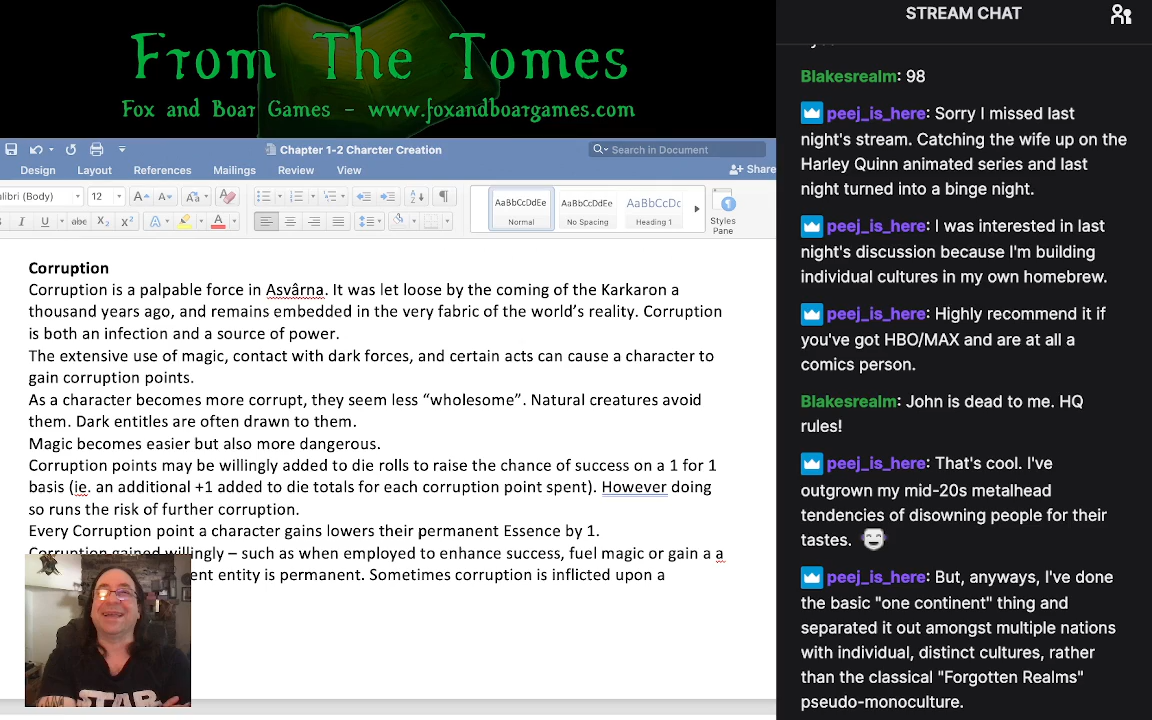 From The Tomes
Fox and Boar Games - www.foxandboargames.com
Chapter 1-2 Charcter Creation
Search in Document
Design Layout References Mailings Review View
Share
alibri (Body) 12
AaBbCcDdEe AaBbCcDdEe AaBbCcDc
Normal No Spacing Heading 1
Styles
Pane
Corruption
Corruption is a palpable force in Asvârna. It was let loose by the coming of the Karkaron a
thousand years ago, and remains embedded in the very fabric of the world's reality. Corruption
is both an infection and a source of power.
The extensive use of magic, contact with dark forces, and certain acts can cause a character to
gain corruption points.
As a character becomes more corrupt, they seem less “wholesome”. Natural creatures avoid
them. Dark entitles are often drawn to them.
Magic becomes easier but also more dangerous.
Corruption points may be willingly added to die rolls to raise the chance of success on a 1 for 1
basis (ie. an additional +1 added to die totals for each corruption point spent). However doing
so runs the risk of further corruption.
Every Corruption point a character gains lowers their permanent Essence by 1.
Corruption gained willingly – such as when employed to enhance success, fuel magic or gain a a
ent entity is permanent. Sometimes corruption is inflicted upon a
STAR
STREAM CHAT
Blakesrealm: 98
peej_is_here: Sorry I missed last
night's stream. Catching the wife up on the
Harley Quinn animated series and last
night turned into a binge night.
peej_is_here: I was interested in last
night's discussion because I'm building
individual cultures in my own homebrew.
peej_is_here: Highly recommend it if
you've got HBO/MAX and are at all a
comics person.
Blakesrealm: John is dead to me. HQ
rules!
peej_is_here: That's cool. I've
outgrown my mid-20s metalhead
tendencies of disowning people for their
tastes.
peej_is_here: But, anyways, I've done
the basic "one continent" thing and
separated it out amongst multiple nations
with individual, distinct cultures, rather
than the classical "Forgotten Realms"
pseudo-monoculture.